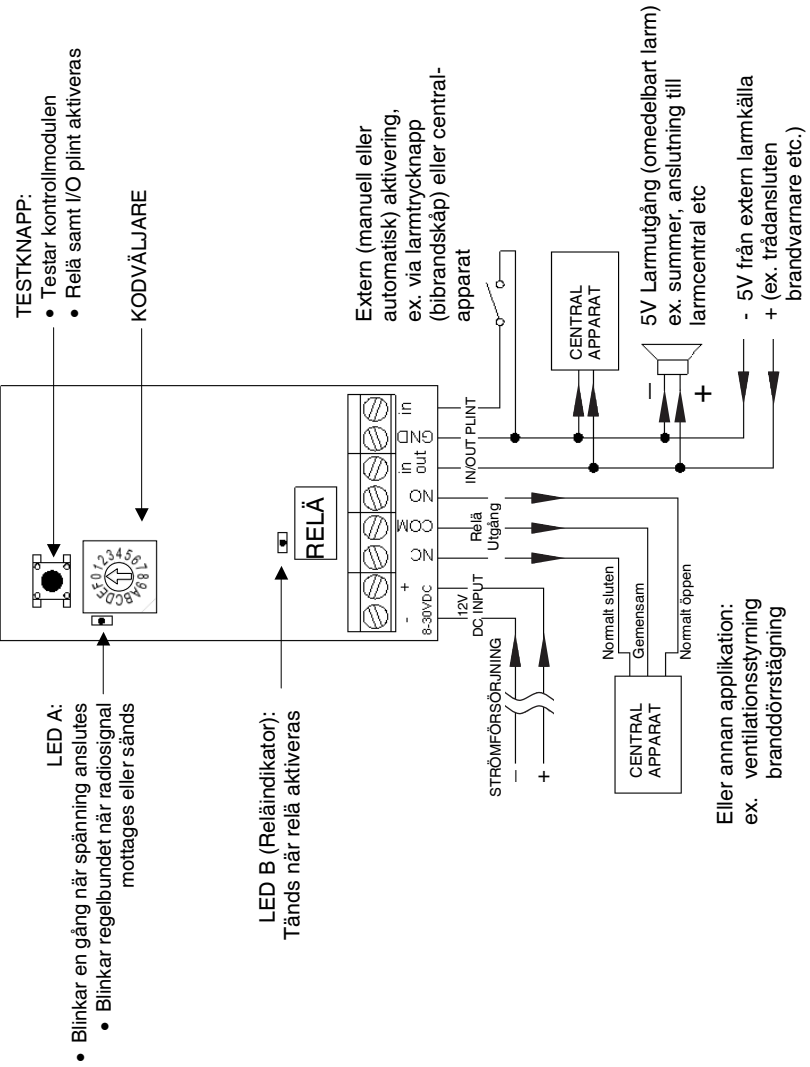 TESTKNAPP:
• Testar kontrollmodulen
• Relä samt I/O plint aktiveras
KODVÄLJARE
LED A:
• Blinkar en gång när spänning anslutes
• Blinkar regelbundet när radiosignal
mottages eller sänds
0123456789ABCDEF
LED B (Reläindikator):
Tänds när relä aktiveras
RELÄ
- + NC COM NO in out GND in
8-30VDC
12V
DC INPUT
Relä
Utgång
IN/OUT PLINT
STRÖMFÖRSÖRJNING
–
+
Normalt sluten
Gemensam
Normalt öppen
CENTRAL
APPARAT
Eller annan applikation:
ex. ventilationsstyrning
branddörrstägning
Extern (manuell eller
automatisk) aktivering,
ex. via larmtrycknapp
(bibrandskåp) eller central-
apparat
CENTRAL
APPARAT
–
+
5V Larmutgång (omedelbart larm)
ex. summer, anslutning till
larmcentral etc
- 5V från extern larmkälla
+ (ex. trådansluten
brandvarnare etc.)